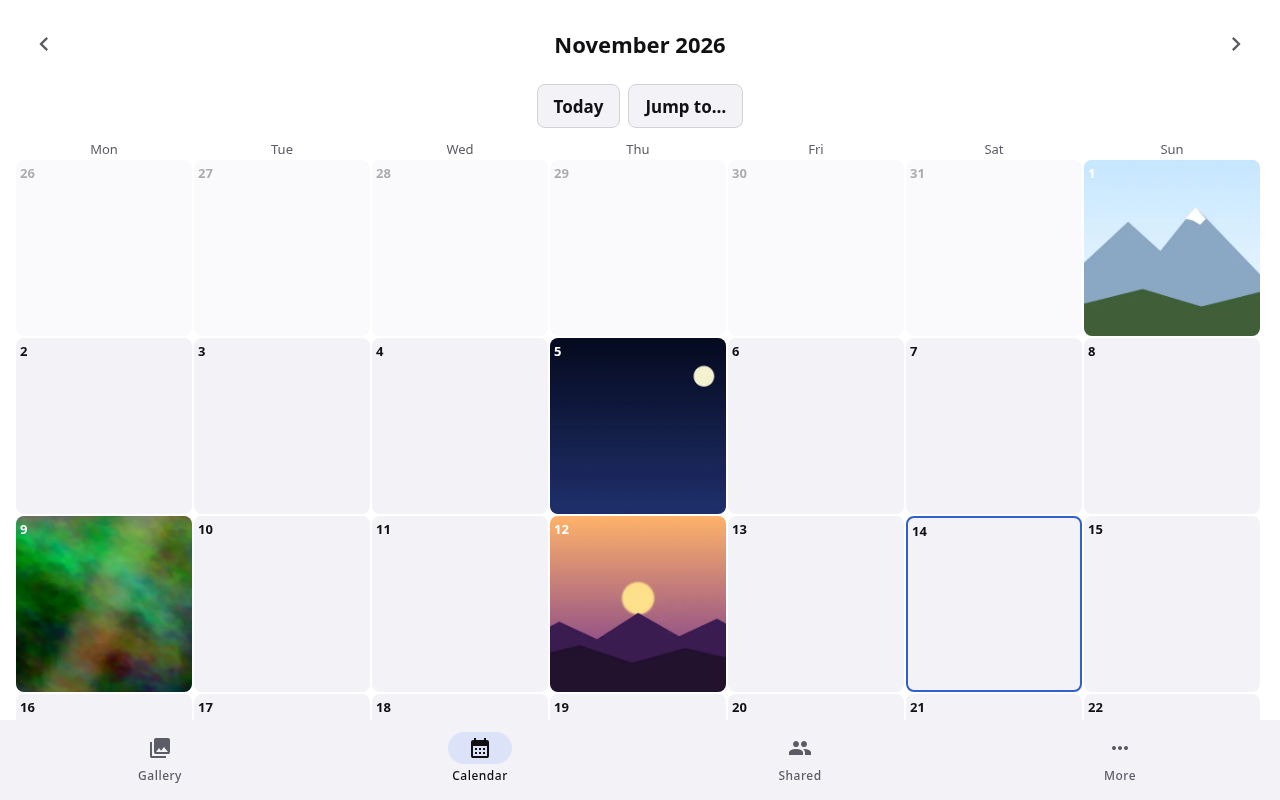 November 2026
Today Jump to...
Mon Tue Wed Thu Fri Sat Sun
26 27 28 29 30 31 1
2 3 4 5 6 7 8
9 10 11 12 13 14 15
16 17 18 19 20 21 22
Gallery Calendar Shared More